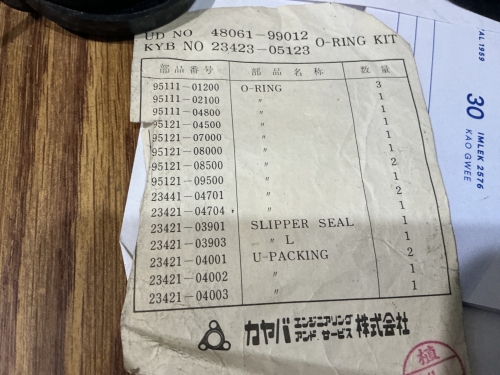 UD NO 48061-99012
KYB NO 23423-05123 O-RING KIT
部品番号 部品名称 数量
95111-01200 O-RING 3
95111-02100 〃 1
95111-04800 〃 1
95121-04500 〃 1
95121-07000 〃 1
95121-08000 〃 1
95121-08500 〃 2
95121-09500 〃 1
23441-04701 〃 2
23421-04704 〃 1
23421-03901 SLIPPER SEAL 1
23421-03903 〃 L 1
23421-04001 U-PACKING 2
23421-04002 〃 1
23421-04003 〃 1
カヤバ エンジニアリング アンド.サービス 株式会社
植
1959
30
IMLEK 2576
KAO GWEE